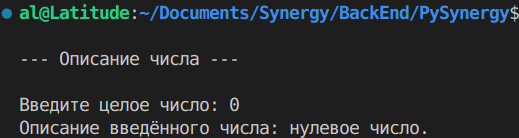 al@Latitude:~/Documents/Synergy/BackEnd/PySynergy$
--- Описание числа ---
Введите целое число: 0
Описание введённого числа: нулевое число.